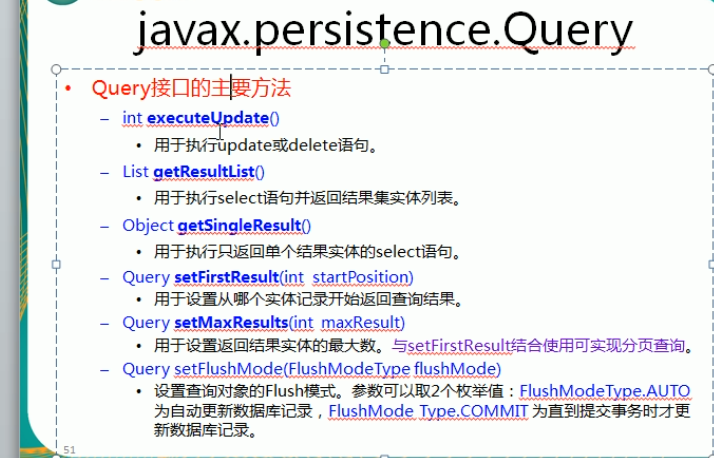 javax.persistence.Query
• Query接口的主要方法
– int executeUpdate()
• 用于执行update或delete语句。
– List getResultList()
• 用于执行select语句并返回结果集实体列表。
– Object getSingleResult()
• 用于执行只返回单个结果实体的select语句。
– Query setFirstResult(int startPosition)
• 用于设置从哪个实体记录开始返回查询结果。
– Query setMaxResults(int maxResult)
• 用于设置返回结果实体的最大数。与setFirstResult结合使用可实现分页查询。
– Query setFlushMode(FlushModeType flushMode)
• 设置查询对象的Flush模式。参数可以取2个枚举值：FlushModeType.AUTO
为自动更新数据库记录，FlushMode Type.COMMIT 为直到提交事务时才更
新数据库记录。
51